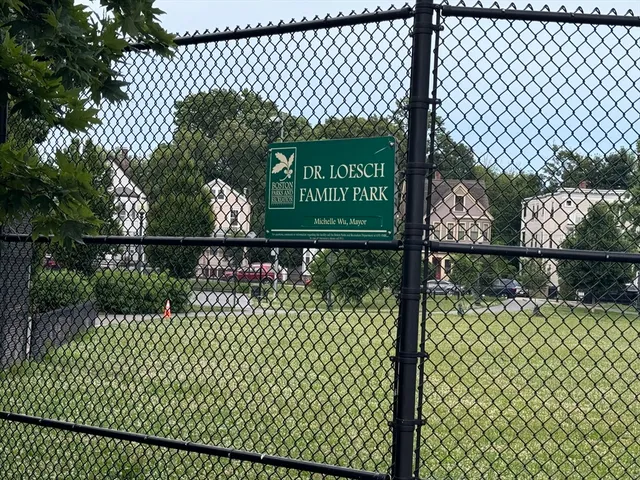 DR. LOESCH
FAMILY PARK
Michelle Wu, Mayor
BOSTON
PARKS AND
RECREATION